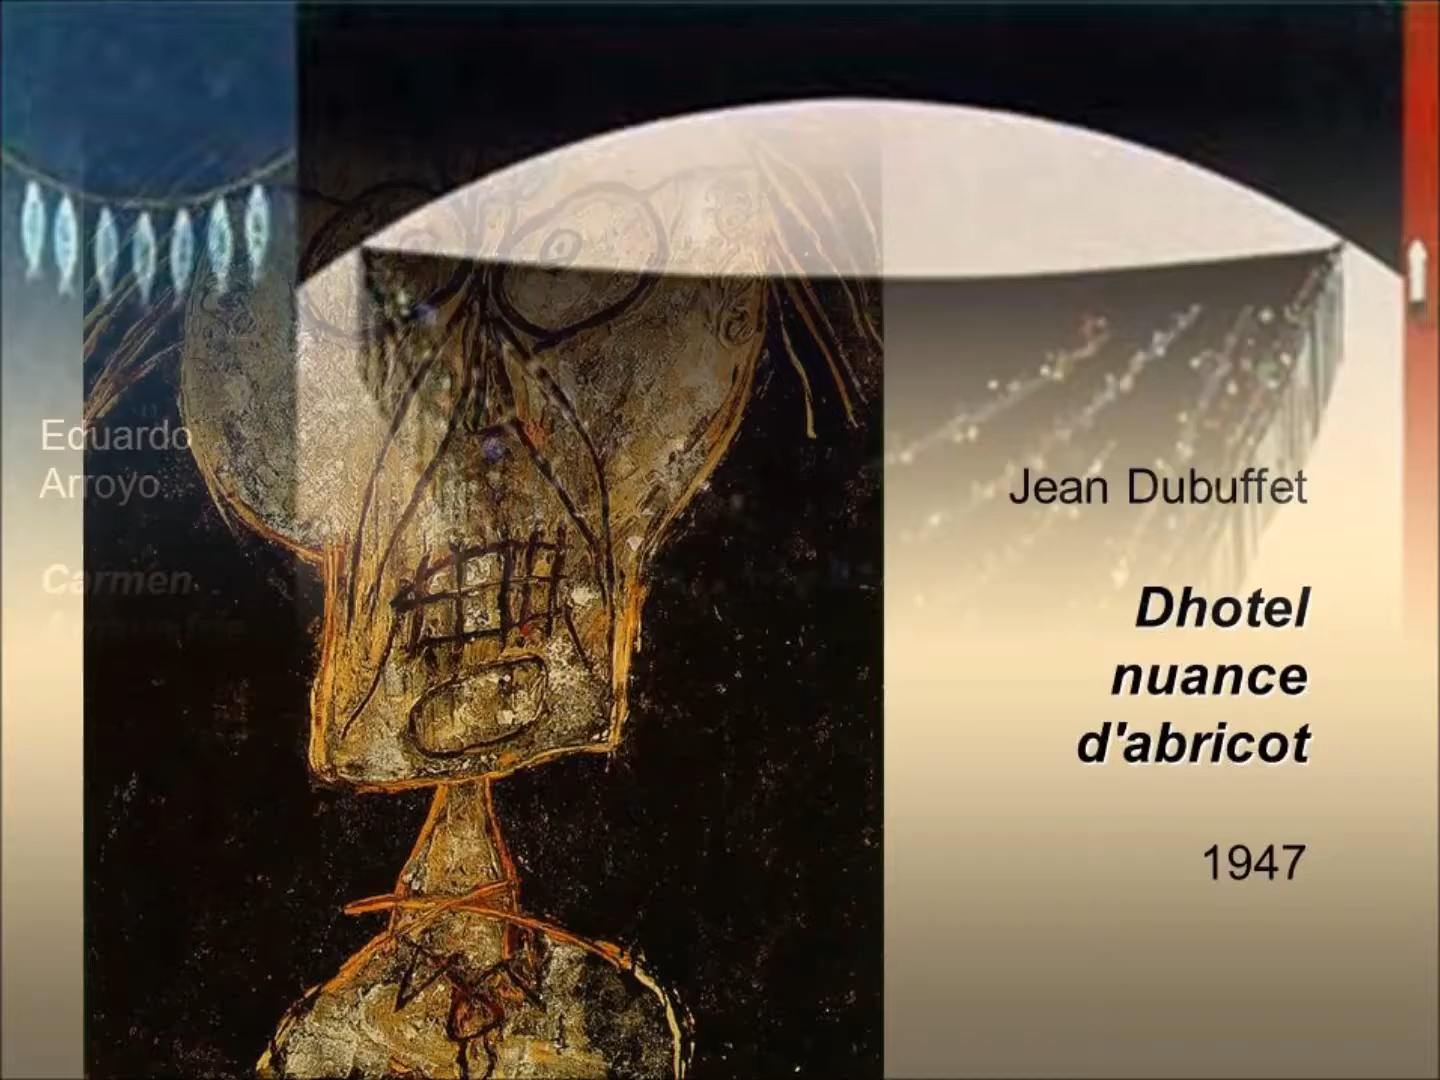 Eduardo
Arroyo
Carmen
Jean Dubuffet
Dhotel
nuance
d'abricot
1947